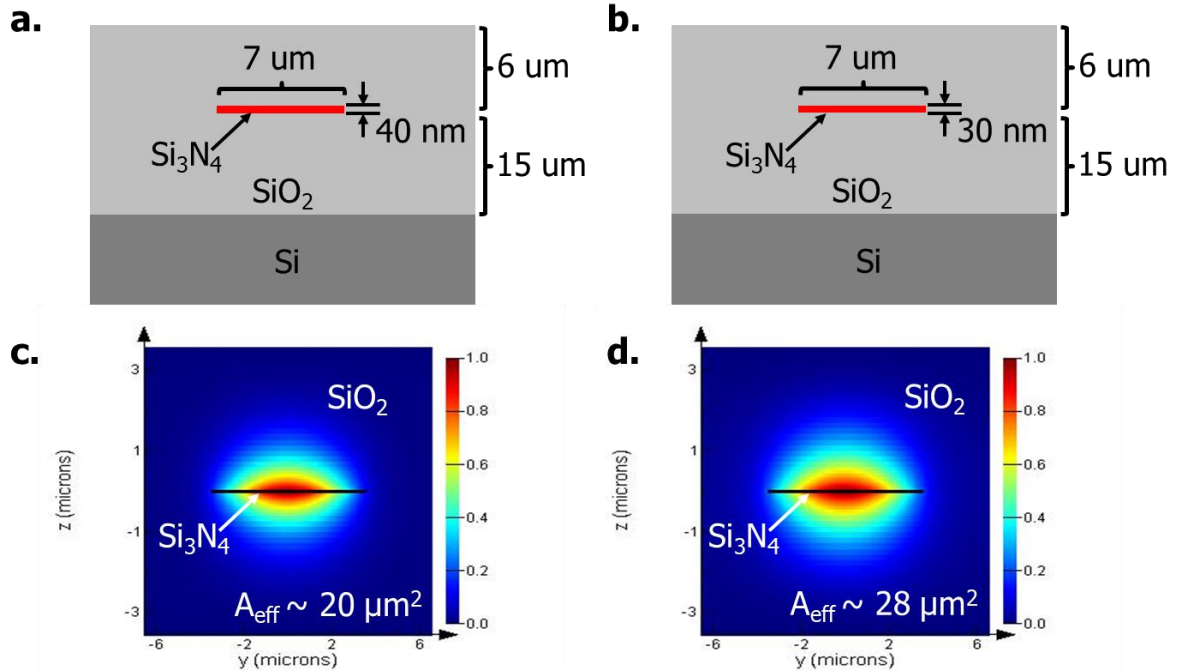 a.
7 um
6 um
40 nm
Si₃N₄
15 um
SiO₂
Si
b.
7 um
6 um
30 nm
Si₃N₄
15 um
SiO₂
Si
c.
z (microns)
3
1
-1
-3
-6
-2
2
6
y (microns)
SiO₂
Si₃N₄
A_eff ~ 20 μm²
1.0
0.8
0.6
0.4
0.2
0.0
d.
z (microns)
3
1
-1
-3
-6
-2
2
6
y (microns)
SiO₂
Si₃N₄
A_eff ~ 28 μm²
1.0
0.8
0.6
0.4
0.2
0.0